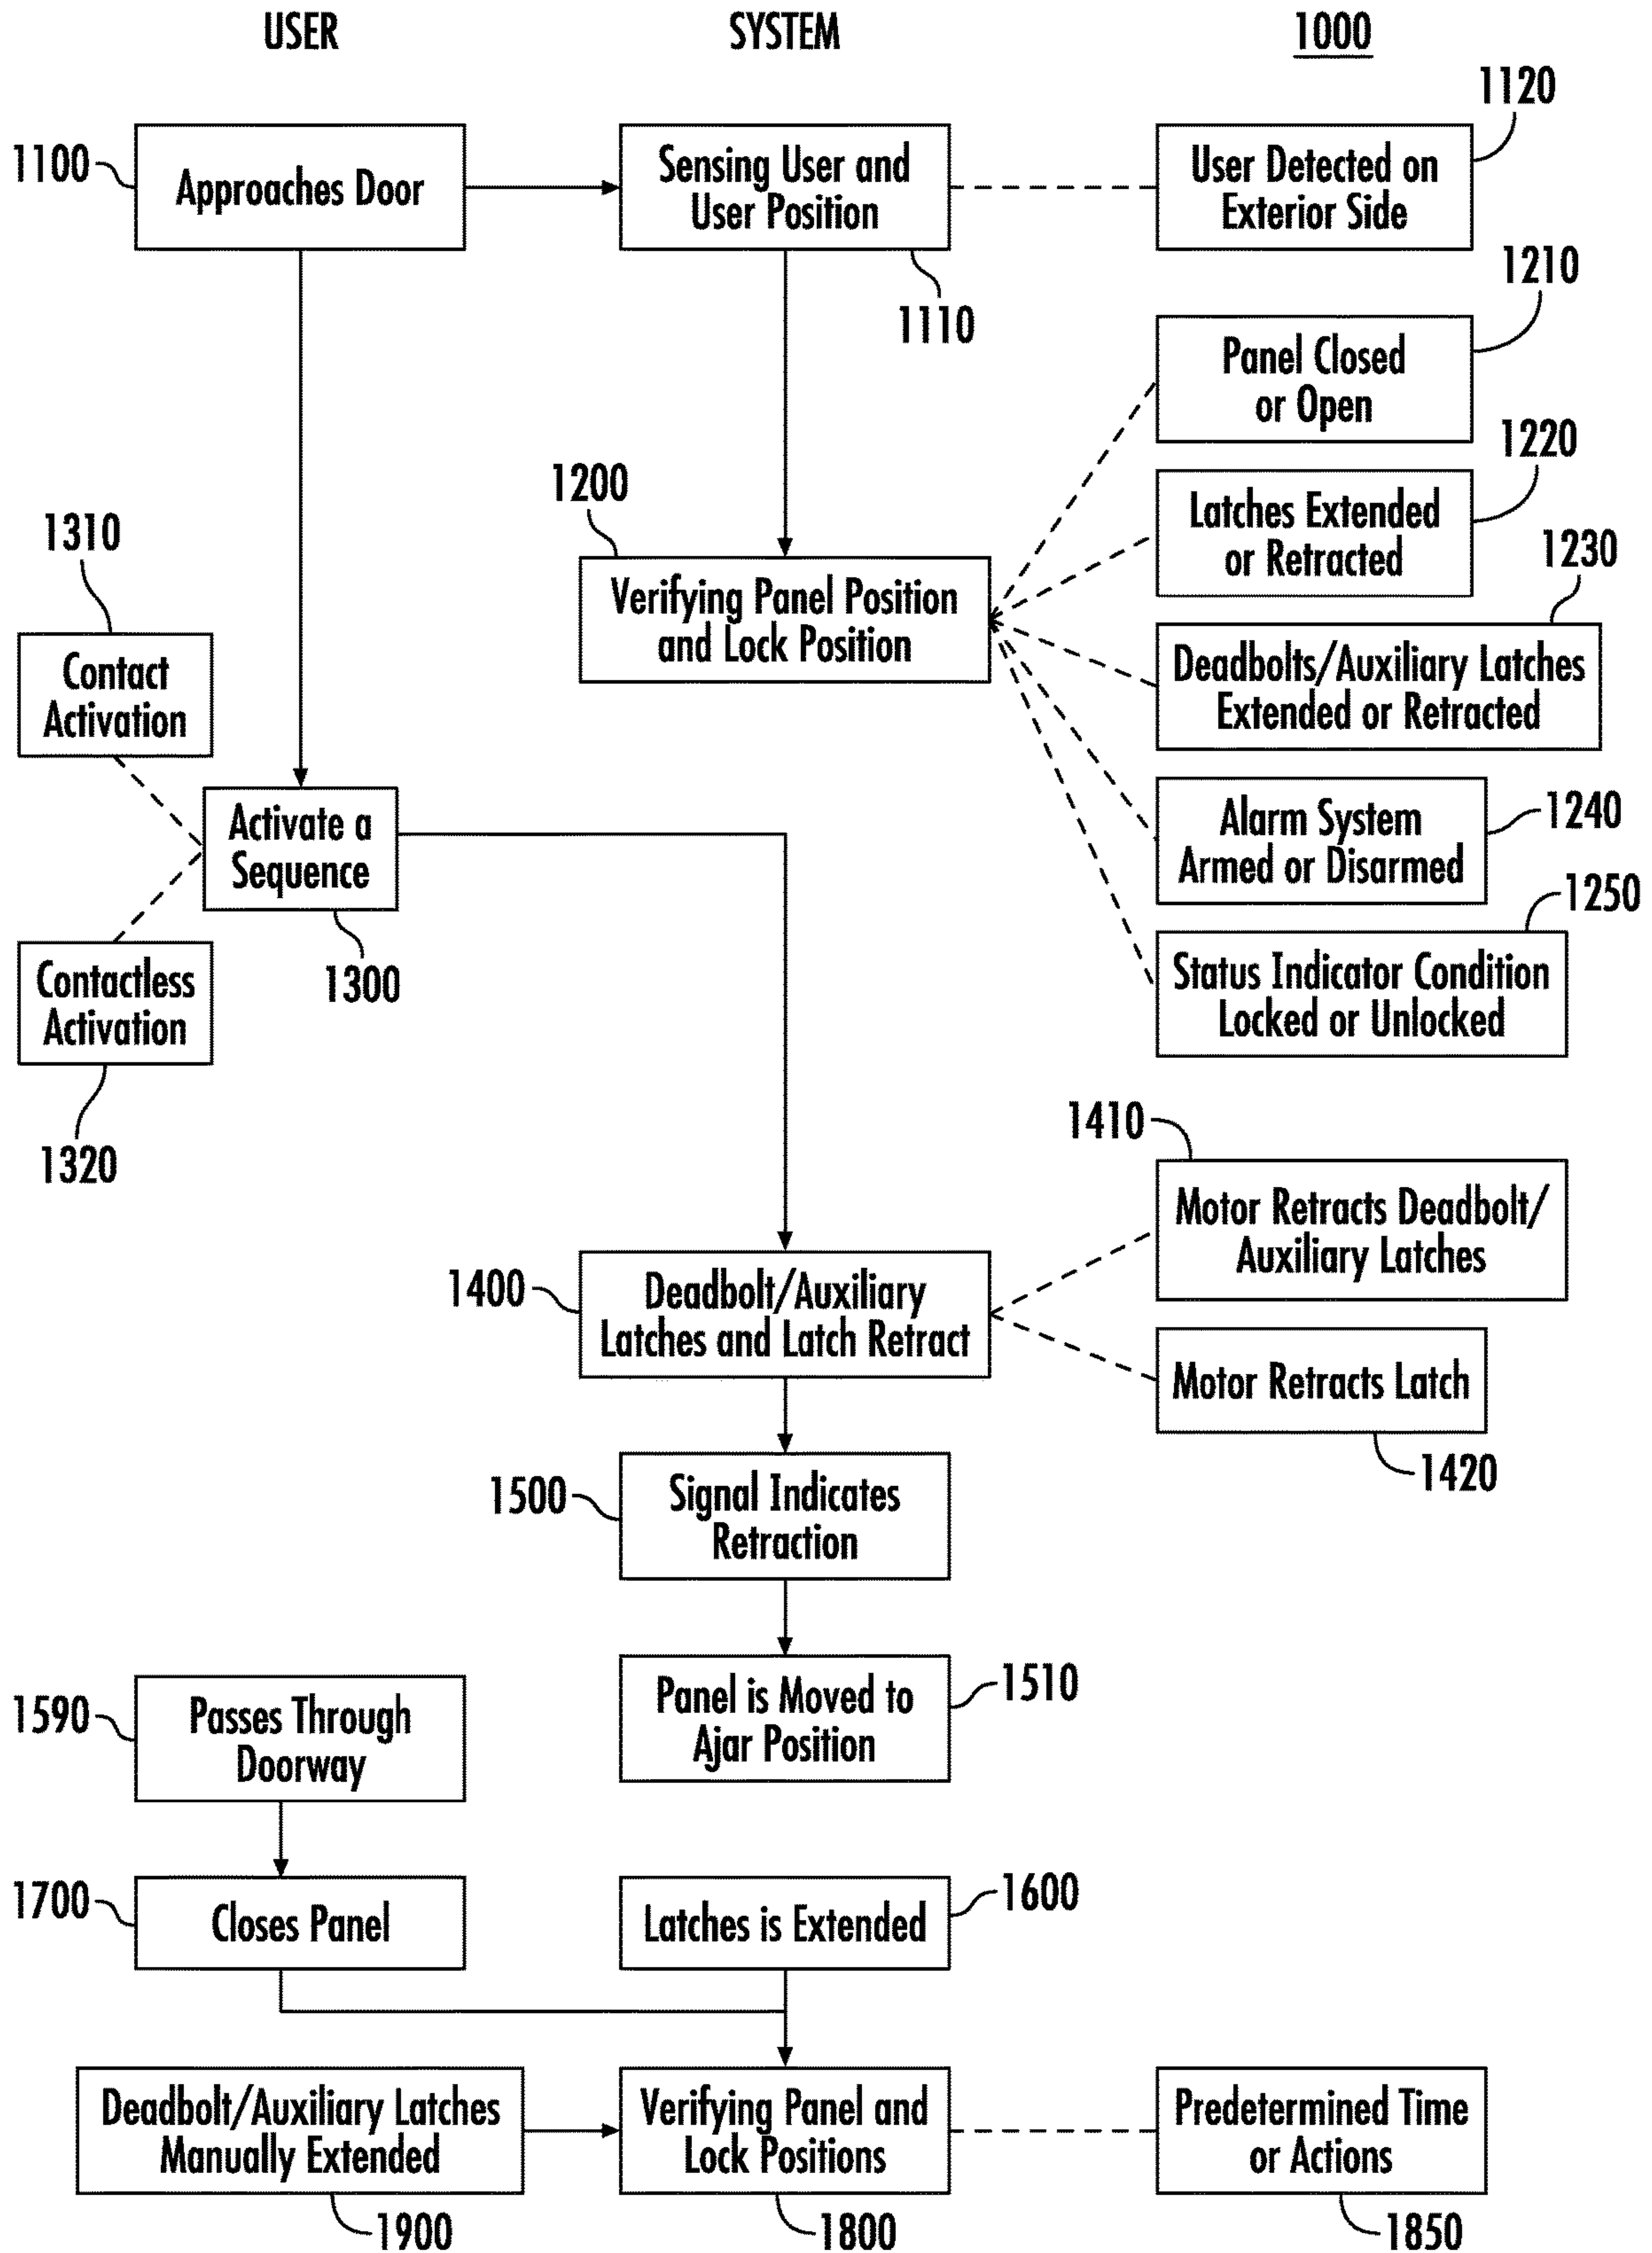 USER
SYSTEM
1000
1120
1100
Approaches Door
Sensing User and
User Position
User Detected on
Exterior Side
1110
1210
Panel Closed
or Open
1220
Latches Extended
or Retracted
1200
Verifying Panel Position
and Lock Position
1230
Deadbolts/Auxiliary Latches
Extended or Retracted
1310
Contact
Activation
Activate a
Sequence
1300
1240
Alarm System
Armed or Disarmed
1250
Status Indicator Condition
Locked or Unlocked
Contactless
Activation
1320
1410
Motor Retracts Deadbolt/
Auxiliary Latches
1400
Deadbolt/Auxiliary
Latches and Latch Retract
Motor Retracts Latch
1420
1500
Signal Indicates
Retraction
Panel is Moved to
Ajar Position
1510
1590
Passes Through
Doorway
1700
Closes Panel
Latches is Extended
1600
Deadbolt/Auxiliary Latches
Manually Extended
1900
Verifying Panel and
Lock Positions
1800
Predetermined Time
or Actions
1850